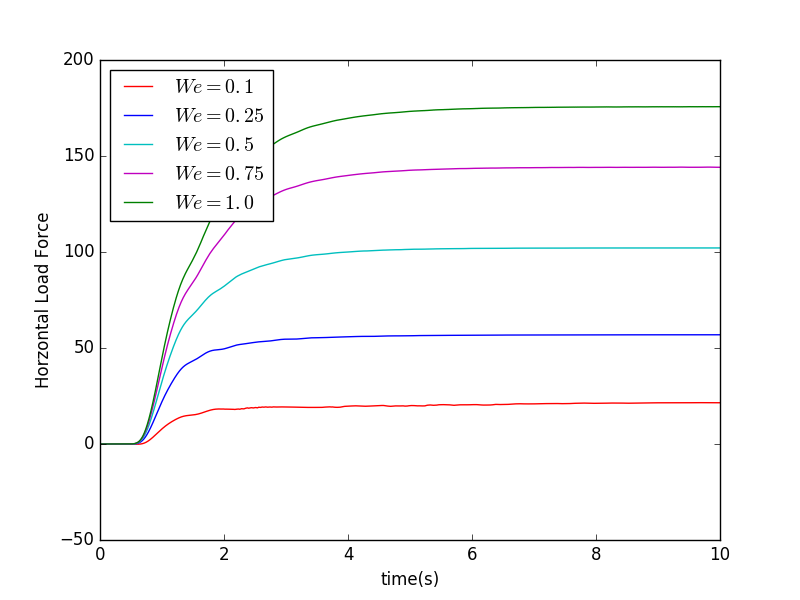 200
150
100
50
0
−50
0 2 4 6 8 10
time(s)
Horzontal Load Force
We = 0.1
We = 0.25
We = 0.5
We = 0.75
We = 1.0